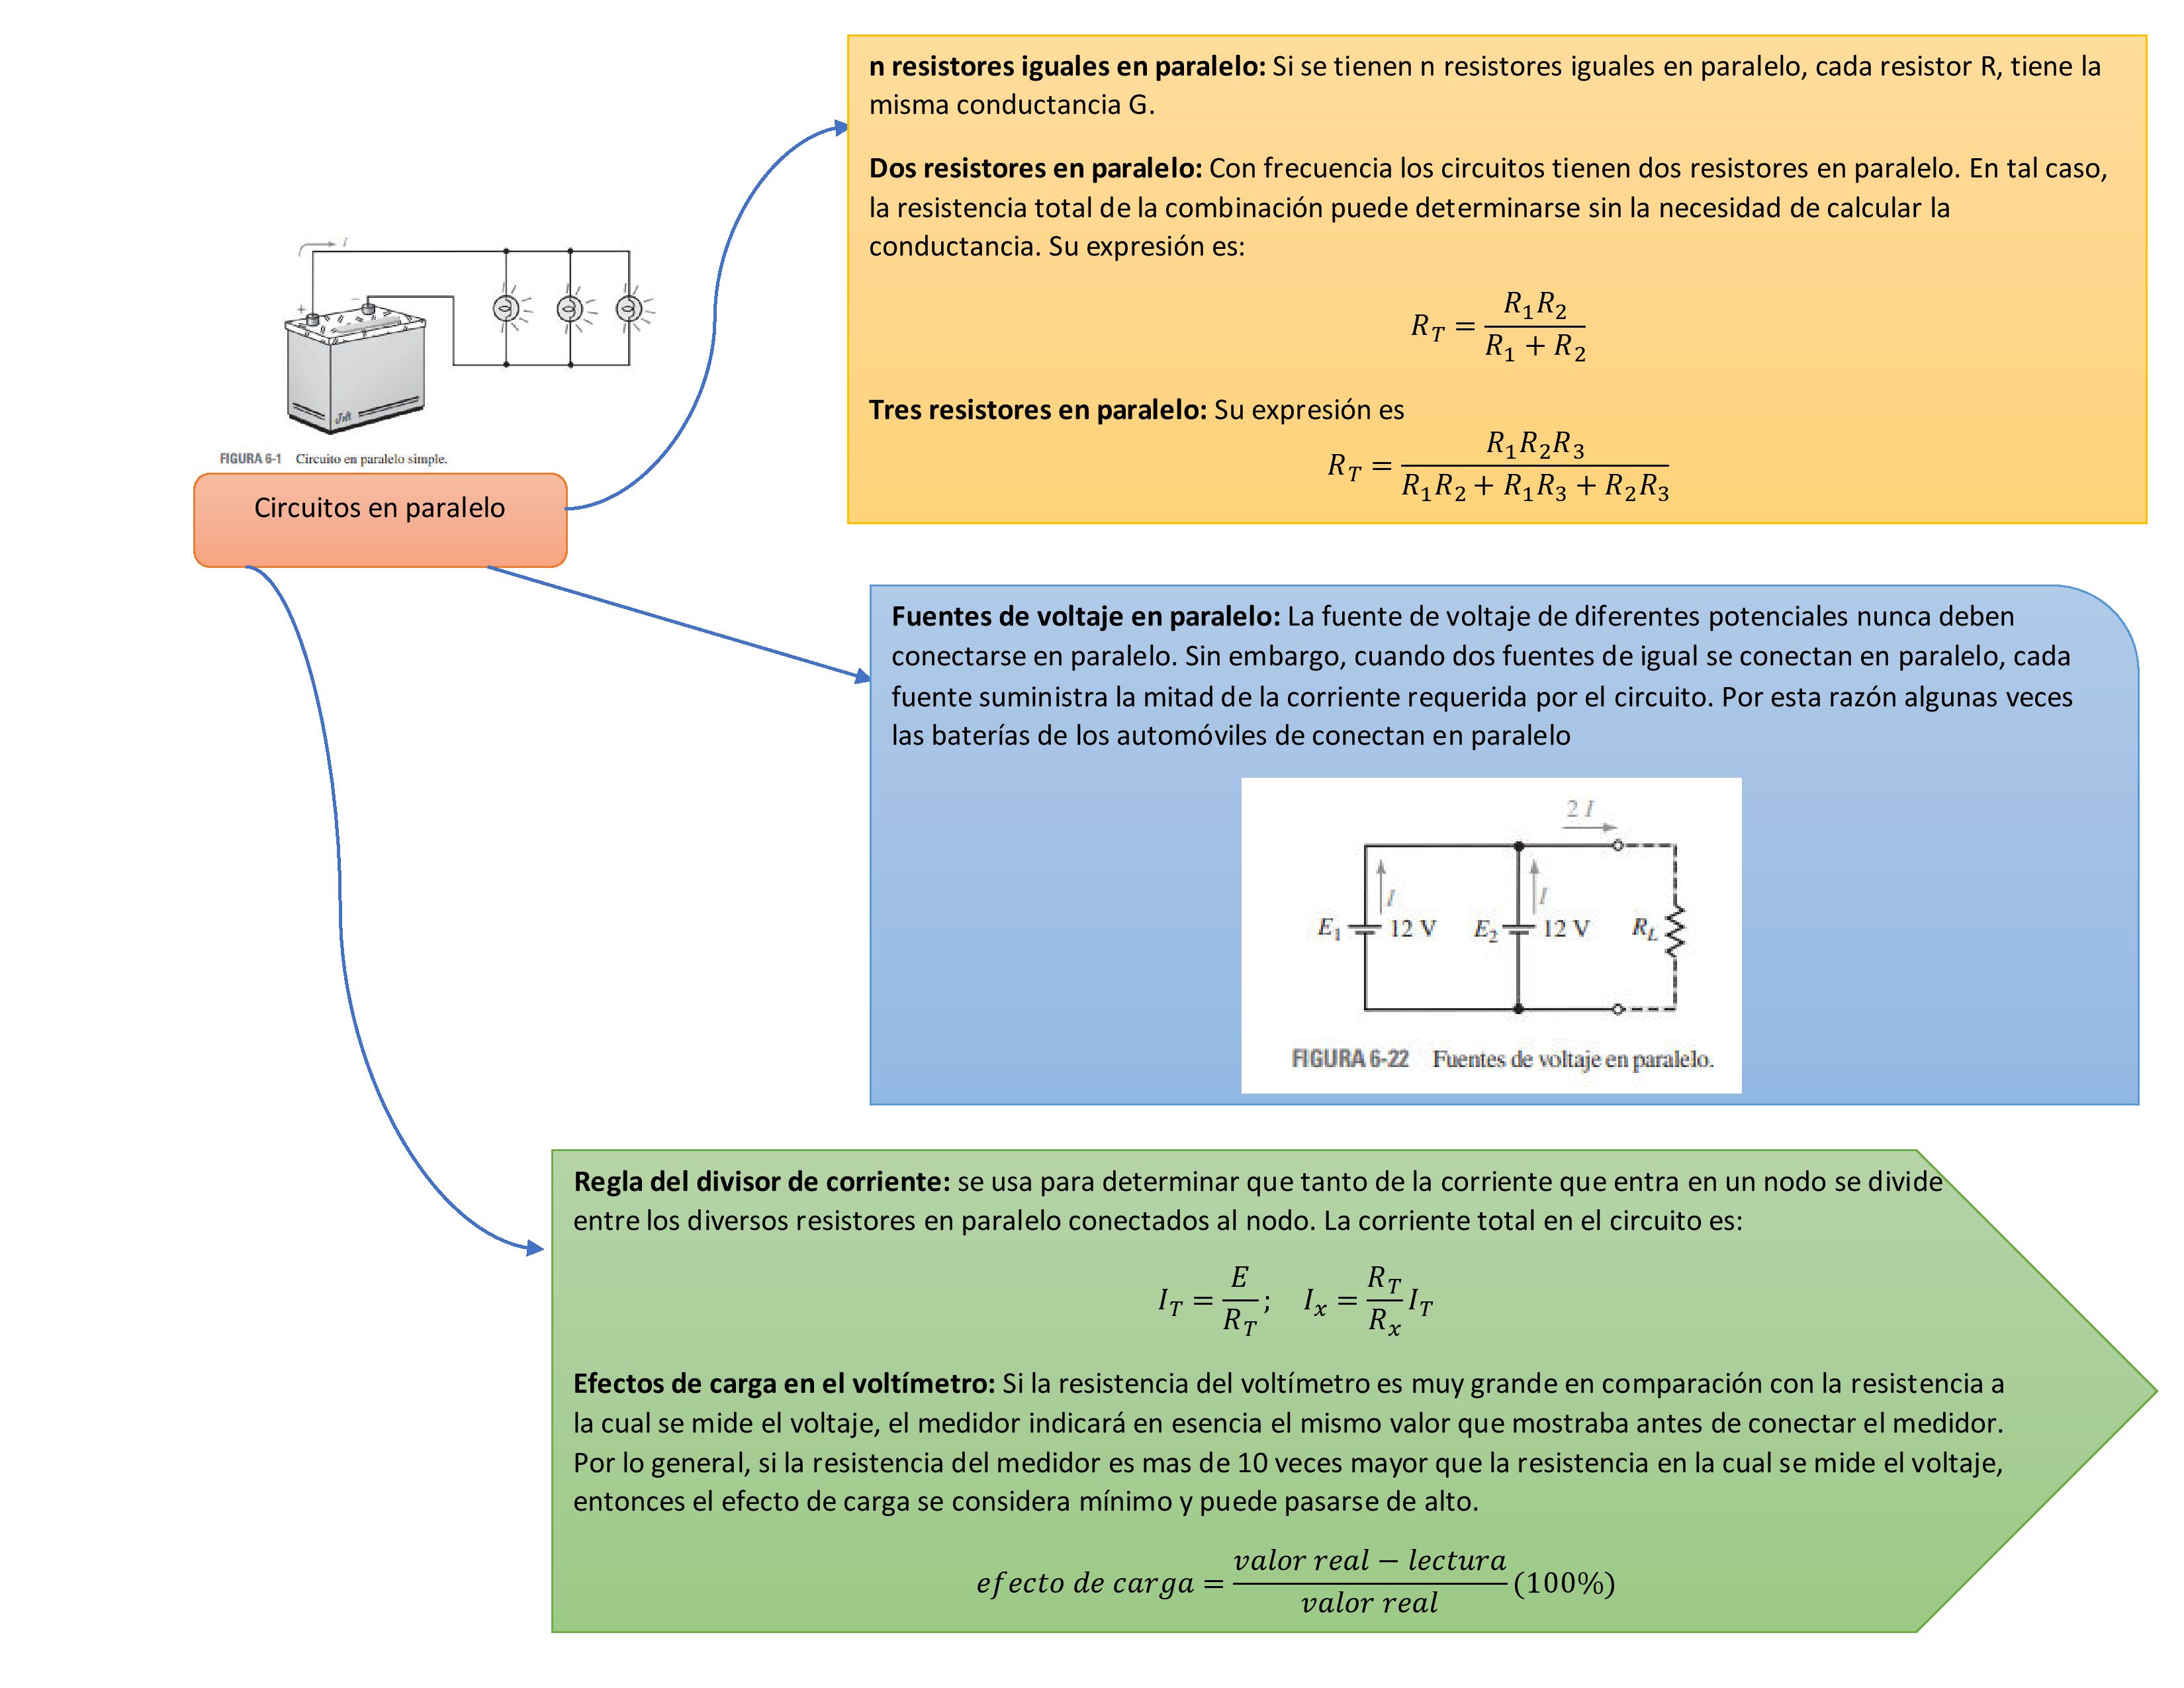 n resistores iguales en paralelo: Si se tienen n resistores iguales en paralelo, cada resistor R, tiene la
misma conductancia G.
Dos resistores en paralelo: Con frecuencia los circuitos tienen dos resistores en paralelo. En tal caso,
la resistencia total de la combinación puede determinarse sin la necesidad de calcular la
conductancia. Su expresión es:
R_T = \frac{R_1 R_2}{R_1 + R_2}
Tres resistores en paralelo: Su expresión es
R_T = \frac{R_1 R_2 R_3}{R_1 R_2 + R_1 R_3 + R_2 R_3}
I
+ −
Jolt
FIGURA 6-1 Circuito en paralelo simple.
Circuitos en paralelo
Fuentes de voltaje en paralelo: La fuente de voltaje de diferentes potenciales nunca deben
conectarse en paralelo. Sin embargo, cuando dos fuentes de igual se conectan en paralelo, cada
fuente suministra la mitad de la corriente requerida por el circuito. Por esta razón algunas veces
las baterías de los automóviles de conectan en paralelo
2 I
I I
E_1 12 V E_2 12 V R_L
FIGURA 6-22 Fuentes de voltaje en paralelo.
Regla del divisor de corriente: se usa para determinar que tanto de la corriente que entra en un nodo se divide
entre los diversos resistores en paralelo conectados al nodo. La corriente total en el circuito es:
I_T = \frac{E}{R_T}; I_x = \frac{R_T}{R_x} I_T
Efectos de carga en el voltímetro: Si la resistencia del voltímetro es muy grande en comparación con la resistencia a
la cual se mide el voltaje, el medidor indicará en esencia el mismo valor que mostraba antes de conectar el medidor.
Por lo general, si la resistencia del medidor es mas de 10 veces mayor que la resistencia en la cual se mide el voltaje,
entonces el efecto de carga se considera mínimo y puede pasarse de alto.
efecto de carga = \frac{valor real − lectura}{valor real} (100%)